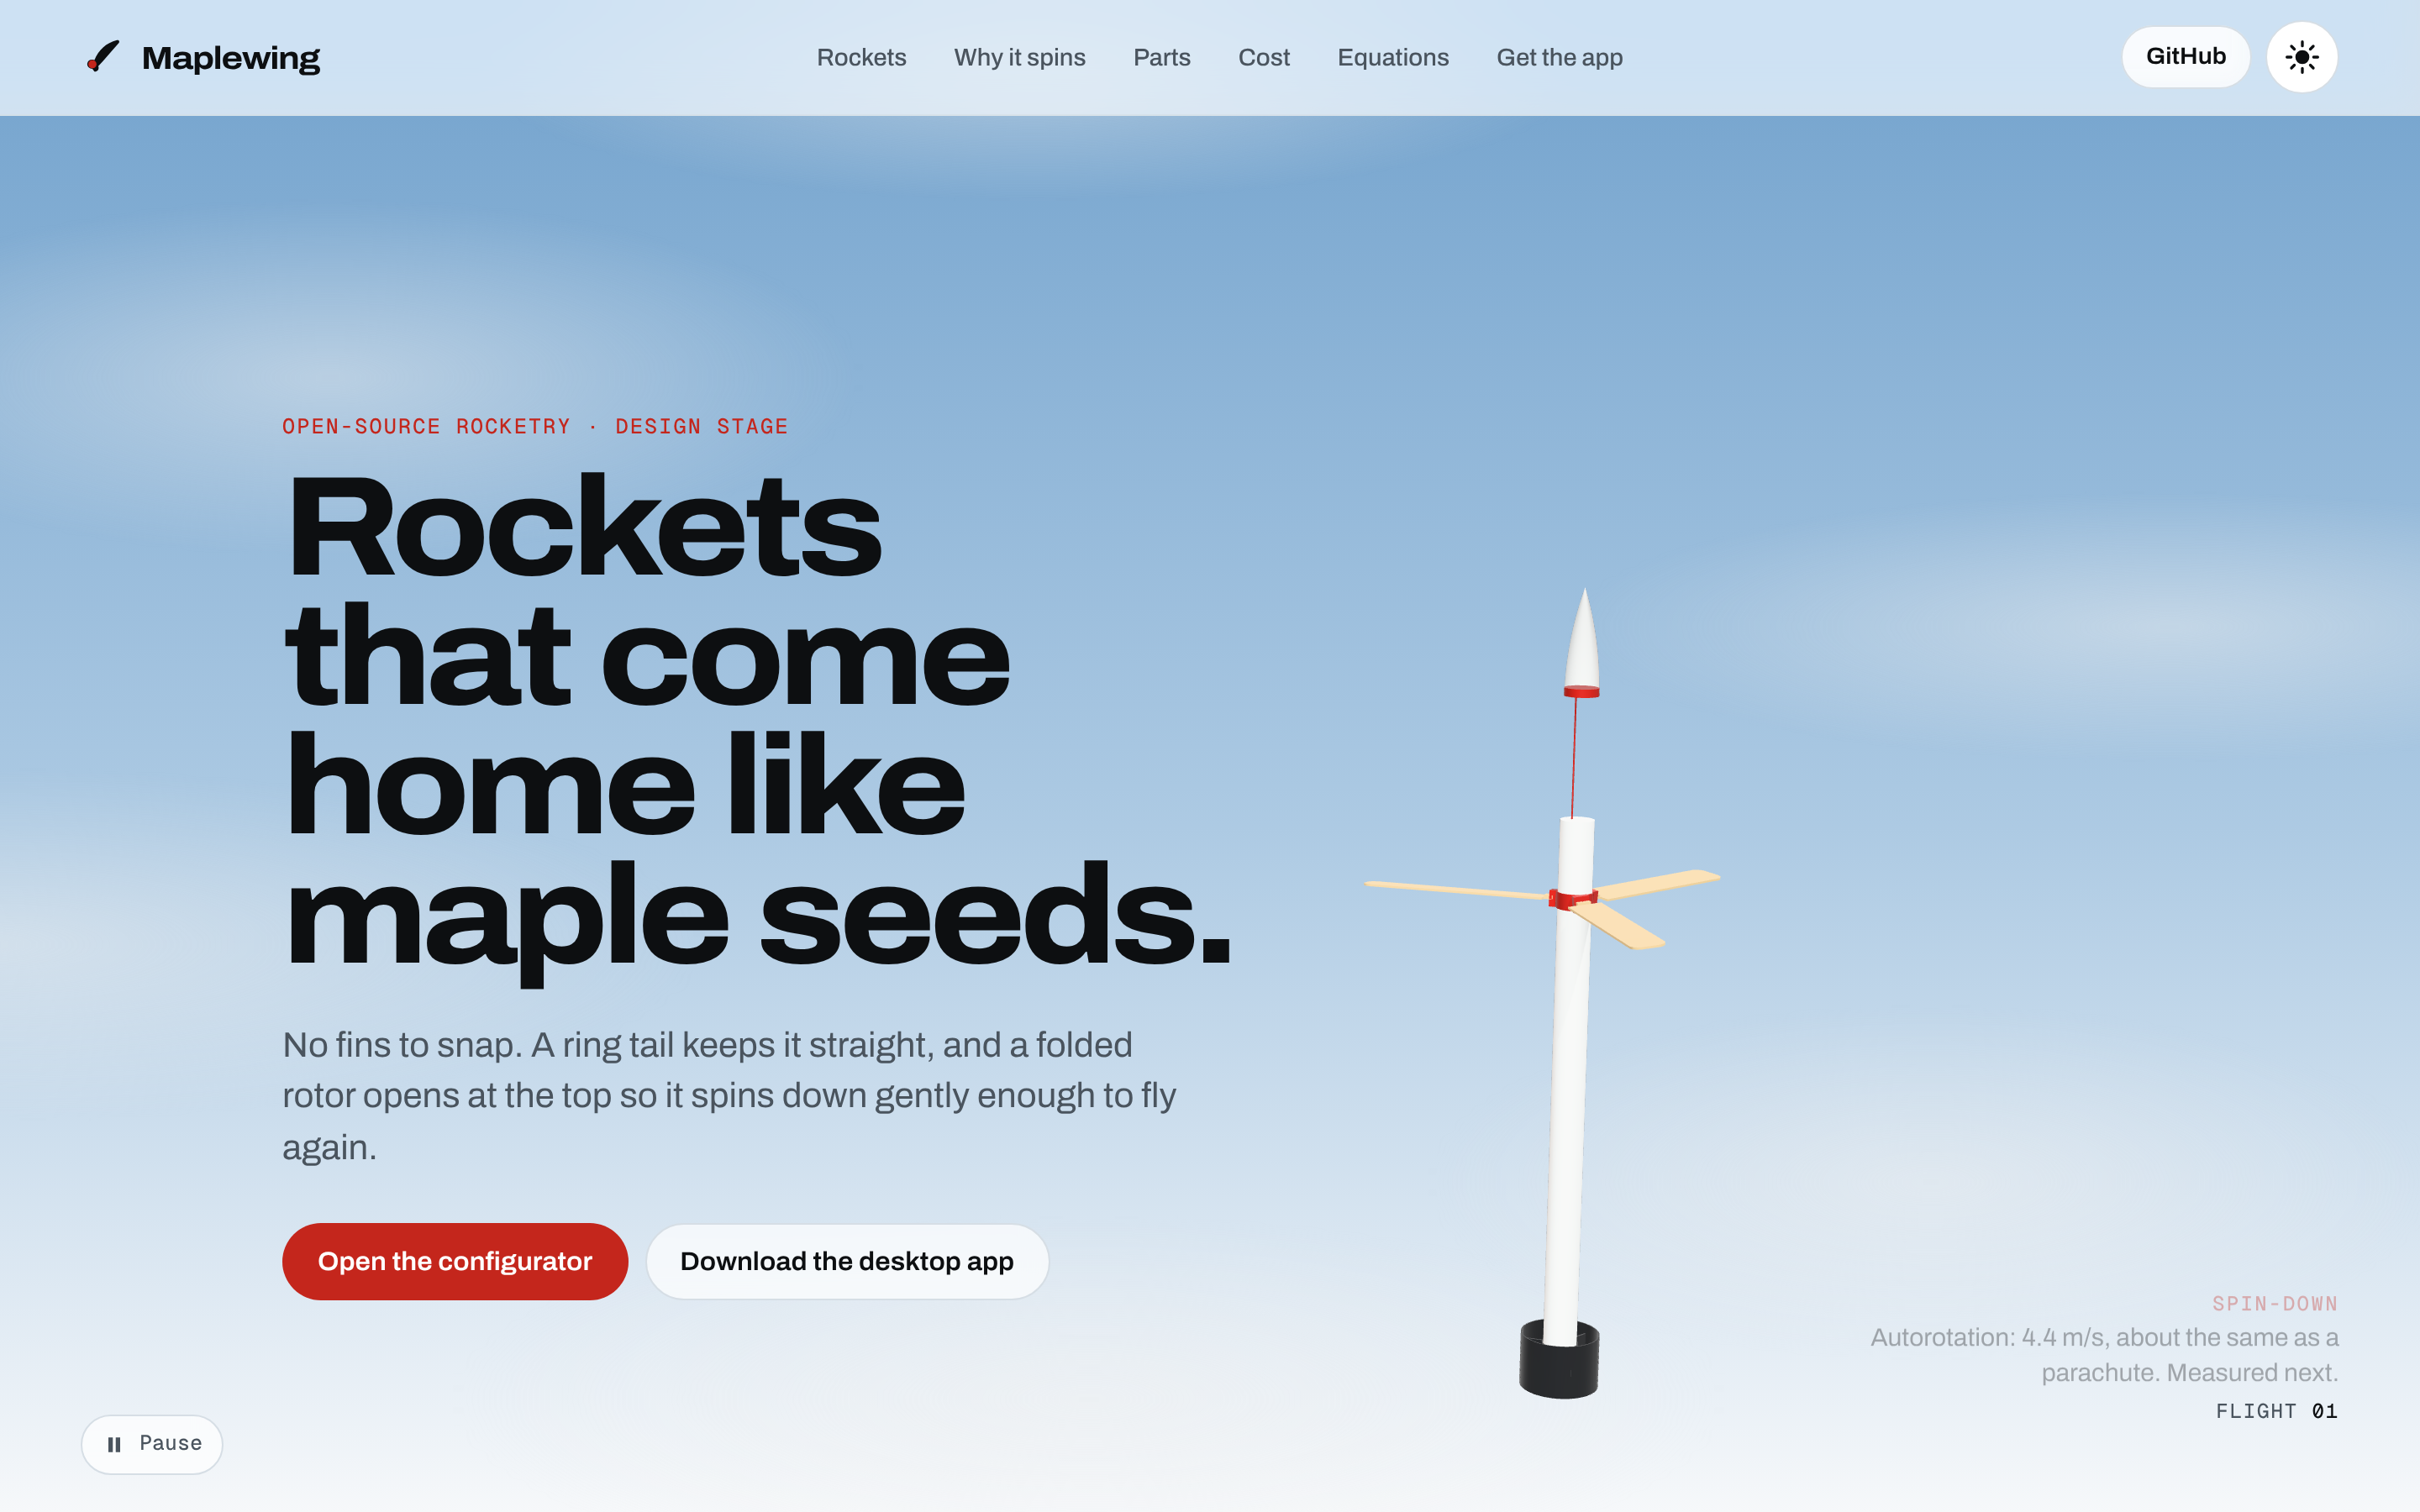 Maplewing
Rockets
Why it spins
Parts
Cost
Equations
Get the app
GitHub
OPEN-SOURCE ROCKETRY · DESIGN STAGE
Rockets
that come
home like
maple seeds.
No fins to snap. A ring tail keeps it straight, and a folded
rotor opens at the top so it spins down gently enough to fly
again.
Open the configurator
Download the desktop app
SPIN-DOWN
Autorotation: 4.4 m/s, about the same as a
parachute. Measured next.
FLIGHT 01
Pause